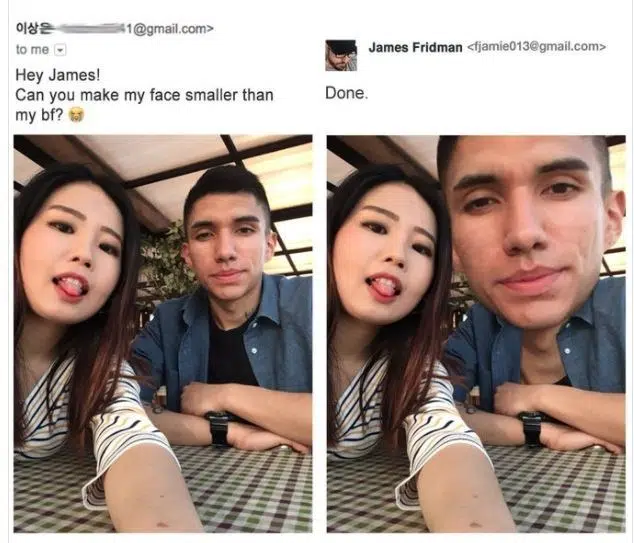 이상은 41@gmail.com>
to me
Hey James!
Can you make my face smaller than
my bf? 😭
James Fridman <fjamie013@gmail.com>
Done.